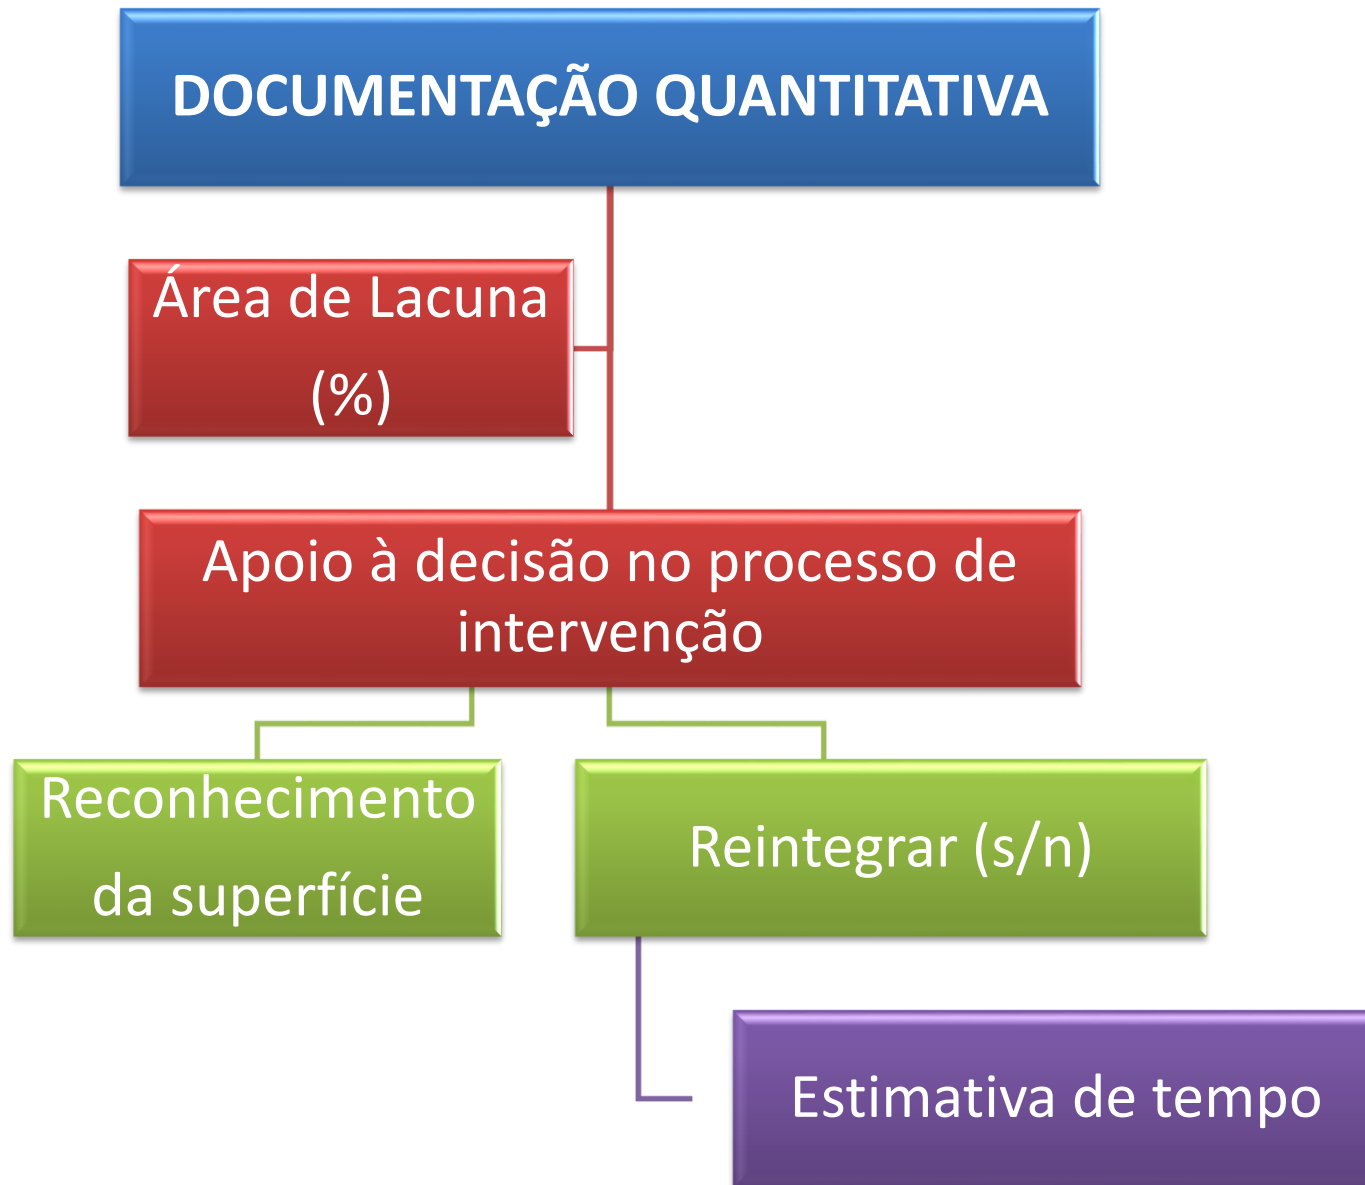 DOCUMENTAÇÃO QUANTITATIVA
Área de Lacuna
(%)
Apoio à decisão no processo de
intervenção
Reconhecimento
da superfície
Reintegrar (s/n)
Estimativa de tempo